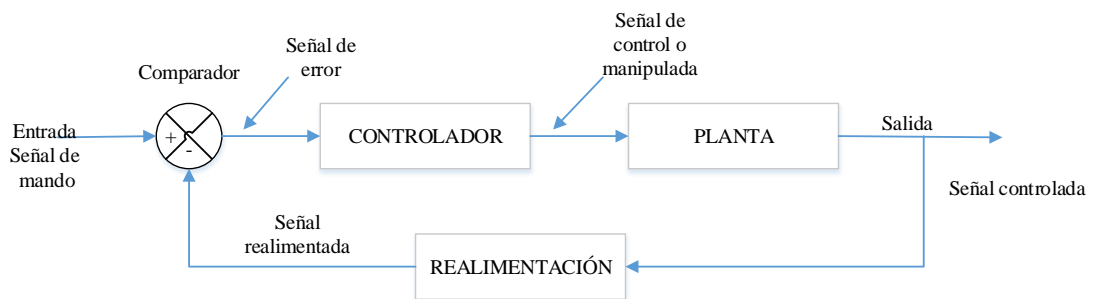 Señal de
control o
manipulada
Señal de
error
Comparador
Entrada
Señal de
mando
+
-
CONTROLADOR
PLANTA
Salida
Señal controlada
Señal
realimentada
REALIMENTACIÓN